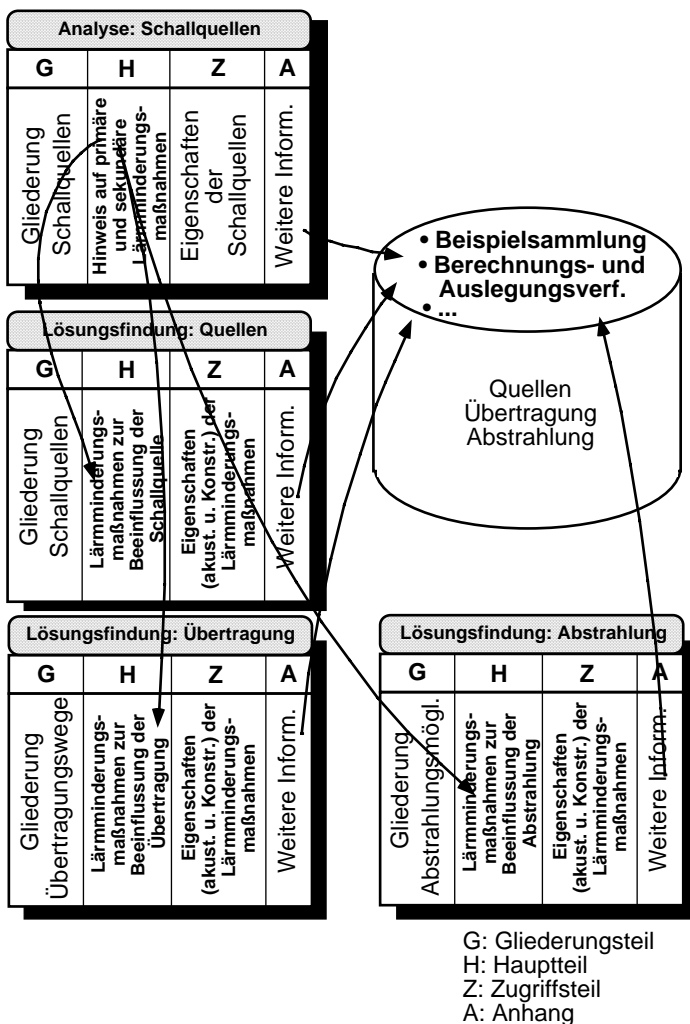 Analyse: Schallquellen
G H Z A
Gliederung
Schallquellen
Hinweis auf primäre
und sekundäre
Lärmminderungs-
maßnahmen
Eigenschaften
der
Schallquellen
Weitere Inform.
• Beispielsammlung
• Berechnungs- und
Auslegungsverf.
• ...
Quellen
Übertragung
Abstrahlung
Lösungsfindung: Quellen
G H Z A
Gliederung
Schallquellen
Lärmminderungs-
maßnahmen zur
Beeinflussung der
Schallquelle
Eigenschaften
(akust. u. Konstr.) der
Lärmminderungs-
maßnahmen
Weitere Inform.
Lösungsfindung: Übertragung
G H Z A
Gliederung
Übertragungswege
Lärmminderungs-
maßnahmen zur
Beeinflussung der
Übertragung
Eigenschaften
(akust. u. Konstr.) der
Lärmminderungs-
maßnahmen
Weitere Inform.
Lösungsfindung: Abstrahlung
G H Z A
Gliederung
Abstrahlungsmögl.
Lärmminderungs-
maßnahmen zur
Beeinflussung der
Abstrahlung
Eigenschaften
(akust. u. Konstr.) der
Lärmminderungs-
maßnahmen
Weitere Inform.
G: Gliederungsteil
H: Hauptteil
Z: Zugriffsteil
A: Anhang